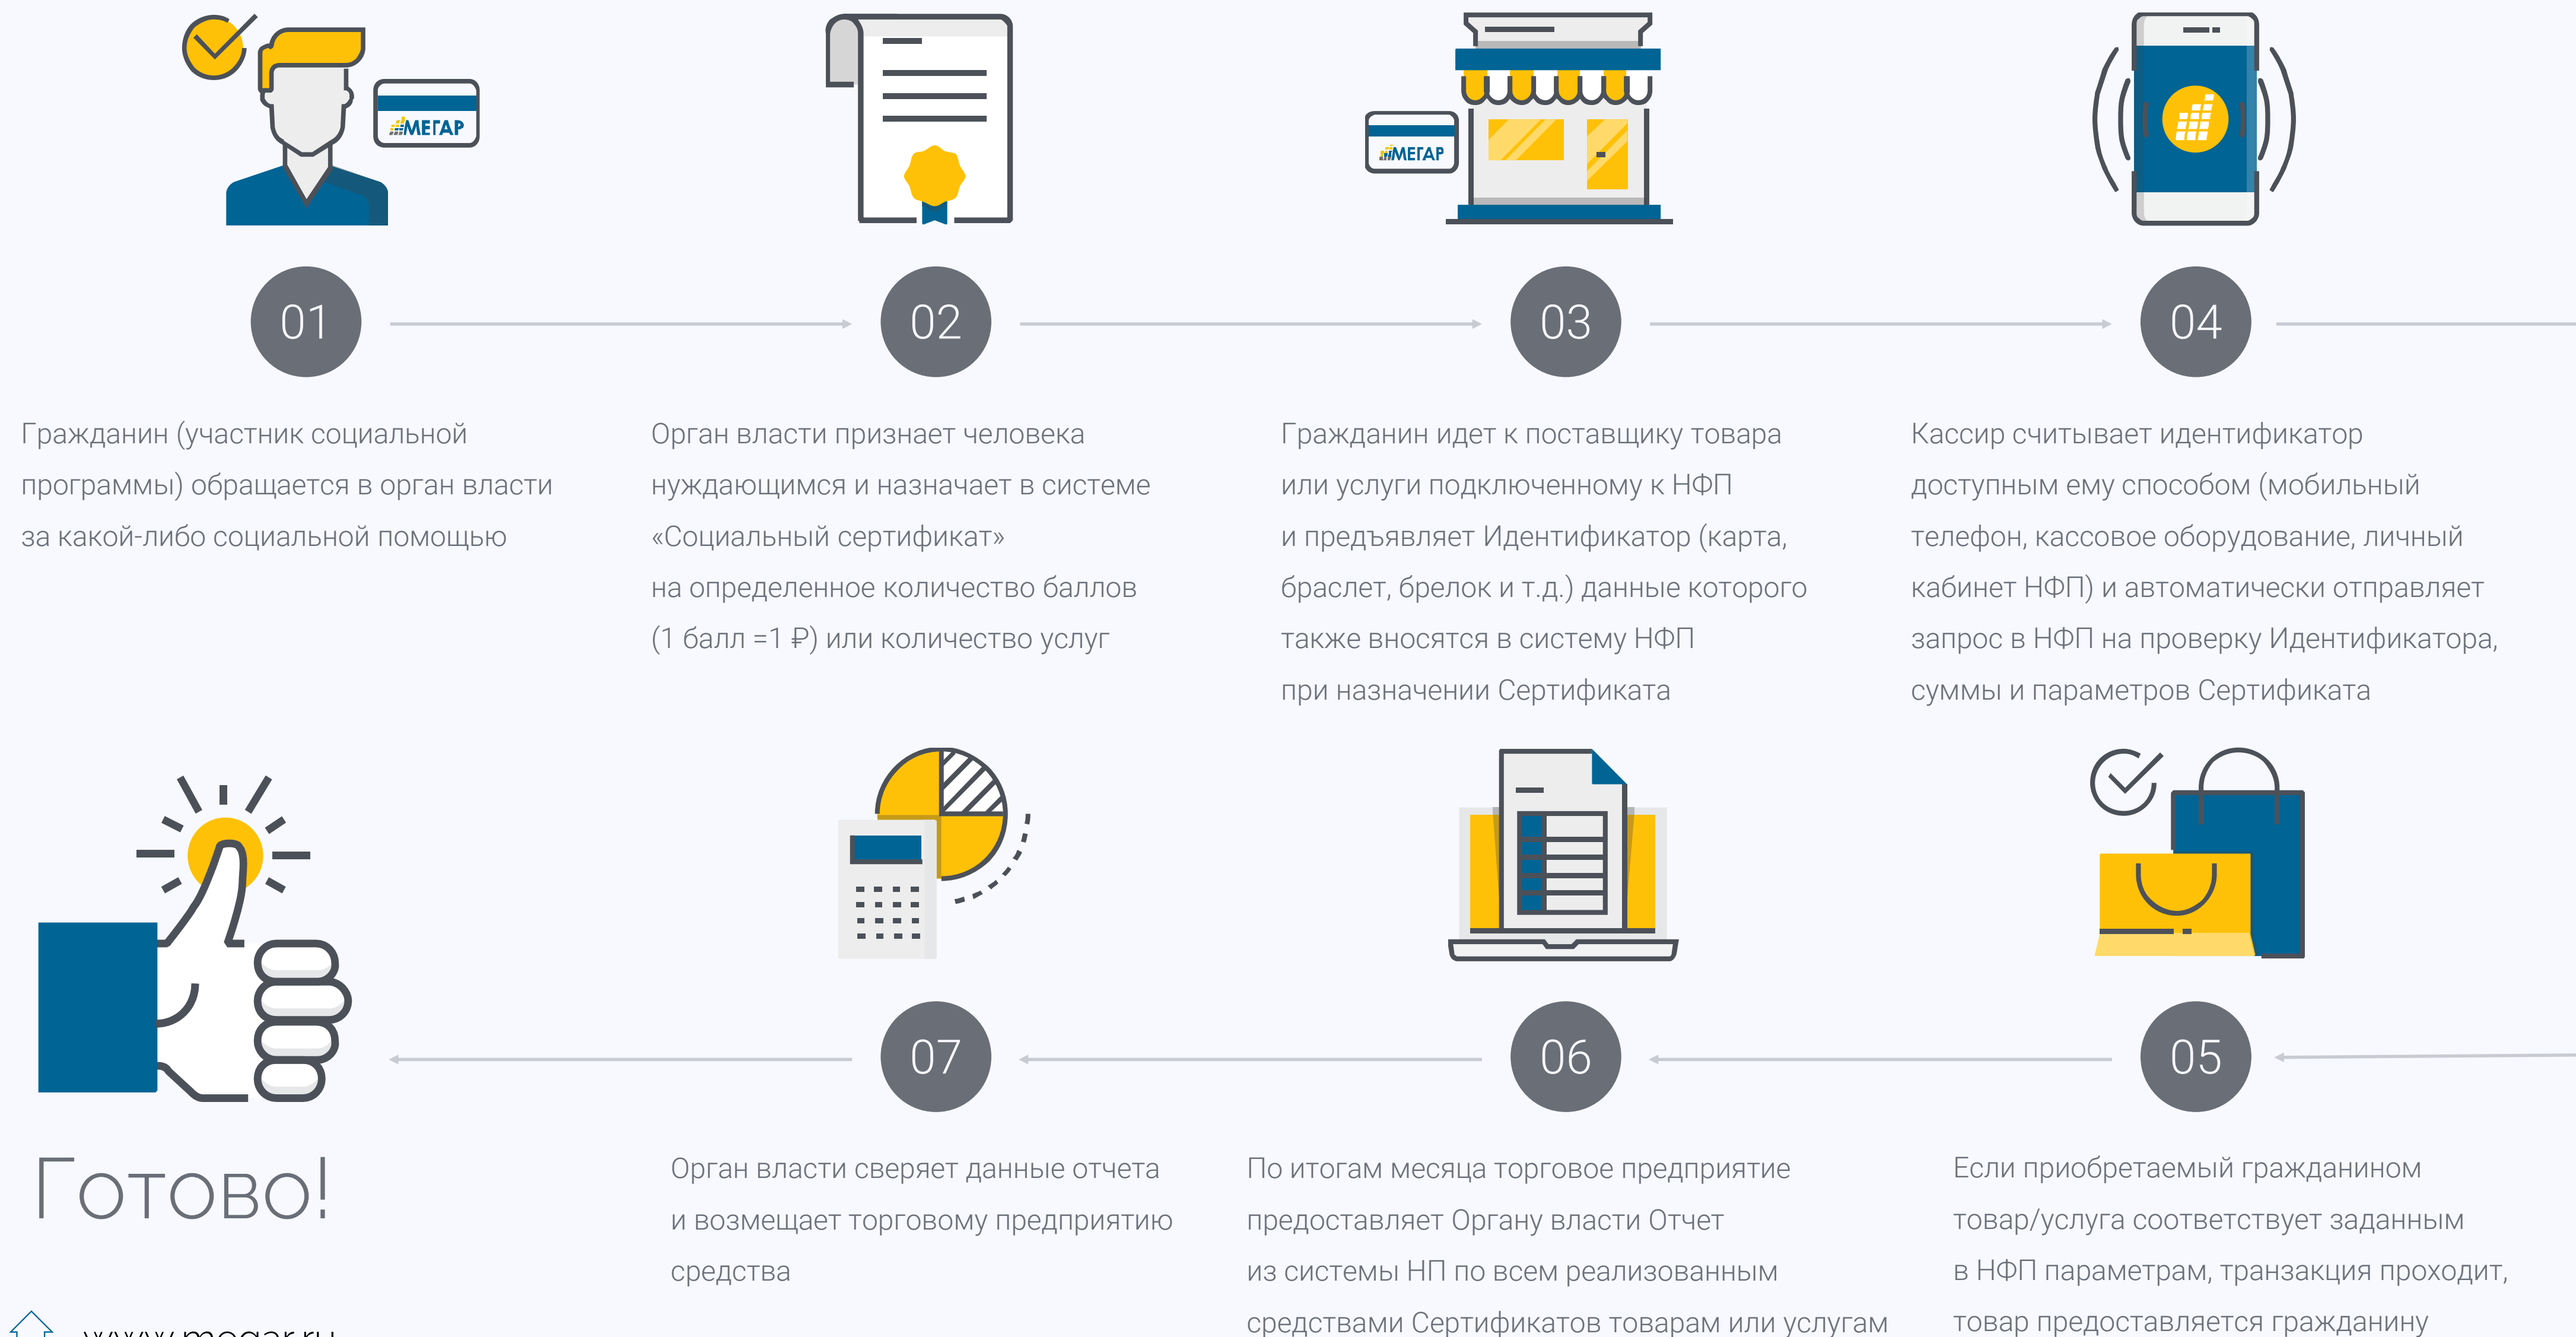 МЕГАР
МЕГАР
01
02
03
04
Гражданин (участник социальной
программы) обращается в орган власти
за какой-либо социальной помощью
Орган власти признает человека
нуждающимся и назначает в системе
«Социальный сертификат»
на определенное количество баллов
(1 балл =1 ₽) или количество услуг
Гражданин идет к поставщику товара
или услуги подключенному к НФП
и предъявляет Идентификатор (карта,
браслет, брелок и т.д.) данные которого
также вносятся в систему НФП
при назначении Сертификата
Кассир считывает идентификатор
доступным ему способом (мобильный
телефон, кассовое оборудование, личный
кабинет НФП) и автоматически отправляет
запрос в НФП на проверку Идентификатора,
суммы и параметров Сертификата
05
Если приобретаемый гражданином
товар/услуга соответствует заданным
в НФП параметрам, транзакция проходит,
товар предоставляется гражданину
06
По итогам месяца торговое предприятие
предоставляет Органу власти Отчет
из системы НП по всем реализованным
средствами Сертификатов товарам или услугам
07
Орган власти сверяет данные отчета
и возмещает торговому предприятию
средства
Готово!
www.megar.ru